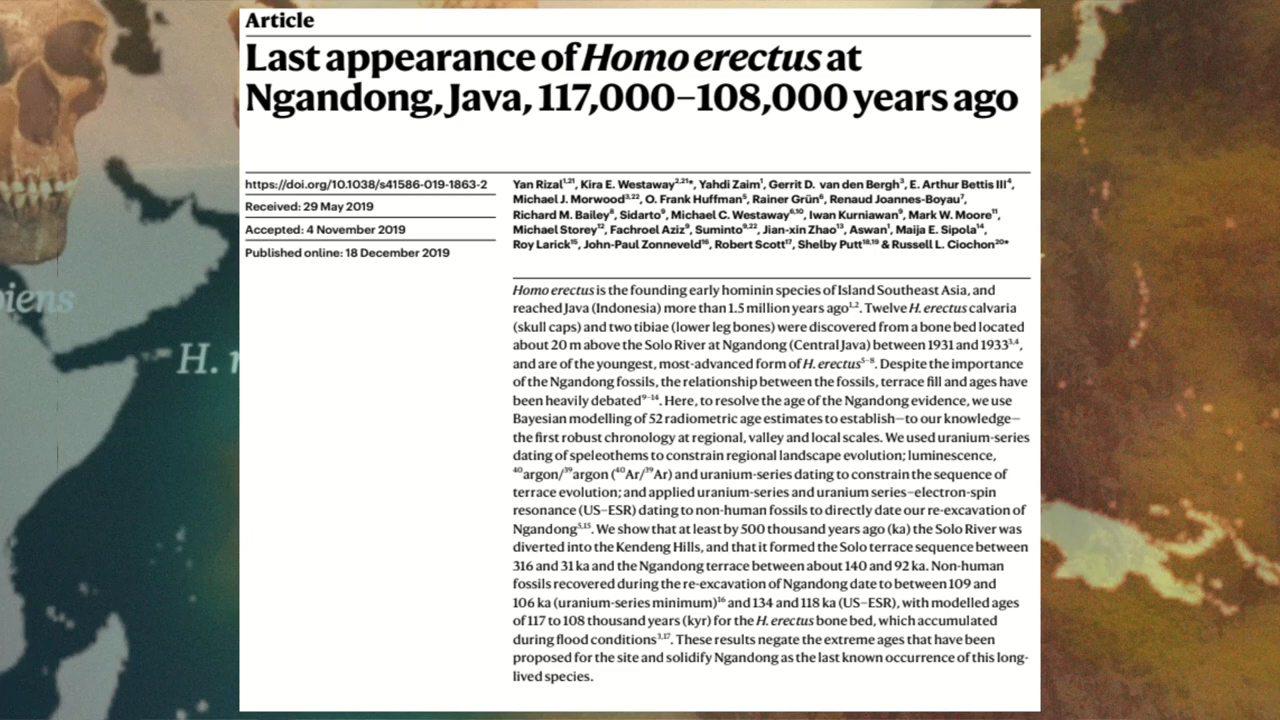 Article
Last appearance of Homo erectus at
Ngandong, Java, 117,000–108,000 years ago
https://doi.org/10.1038/s41586-019-1863-2
Received: 29 May 2019
Accepted: 4 November 2019
Published online: 18 December 2019
Yan Rizal1,21, Kira E. Westaway2,21*, Yahdi Zaim1, Gerrit D. van den Bergh3, E. Arthur Bettis III4,
Michael J. Morwood3,22, O. Frank Huffman5, Rainer Grün6, Renaud Joannes-Boyau7,
Richard M. Bailey8, Sidarto9, Michael C. Westaway6,10, Iwan Kurniawan9, Mark W. Moore11,
Michael Storey12, Fachroel Aziz9, Suminto9,22, Jian-xin Zhao13, Aswan1, Maija E. Sipola14,
Roy Larick15, John-Paul Zonneveld16, Robert Scott17, Shelby Putt18,19 & Russell L. Ciochon20*
Homo erectus is the founding early hominin species of Island Southeast Asia, and
reached Java (Indonesia) more than 1.5 million years ago1,2. Twelve H. erectus calvaria
(skull caps) and two tibiae (lower leg bones) were discovered from a bone bed located
about 20 m above the Solo River at Ngandong (Central Java) between 1931 and 19333,4,
and are of the youngest, most-advanced form of H. erectus5–8. Despite the importance
of the Ngandong fossils, the relationship between the fossils, terrace fill and ages have
been heavily debated9–14. Here, to resolve the age of the Ngandong evidence, we use
Bayesian modelling of 52 radiometric age estimates to establish—to our knowledge—
the first robust chronology at regional, valley and local scales. We used uranium-series
dating of speleothems to constrain regional landscape evolution; luminescence,
40argon/39argon (40Ar/39Ar) and uranium-series dating to constrain the sequence of
terrace evolution; and applied uranium-series and uranium series–electron-spin
resonance (US–ESR) dating to non-human fossils to directly date our re-excavation of
Ngandong5,15. We show that at least by 500 thousand years ago (ka) the Solo River was
diverted into the Kendeng Hills, and that it formed the Solo terrace sequence between
316 and 31 ka and the Ngandong terrace between about 140 and 92 ka. Non-human
fossils recovered during the re-excavation of Ngandong date to between 109 and
106 ka (uranium-series minimum)16 and 134 and 118 ka (US–ESR), with modelled ages
of 117 to 108 thousand years (kyr) for the H. erectus bone bed, which accumulated
during flood conditions3,17. These results negate the extreme ages that have been
proposed for the site and solidify Ngandong as the last known occurrence of this long-
lived species.
piens
H.